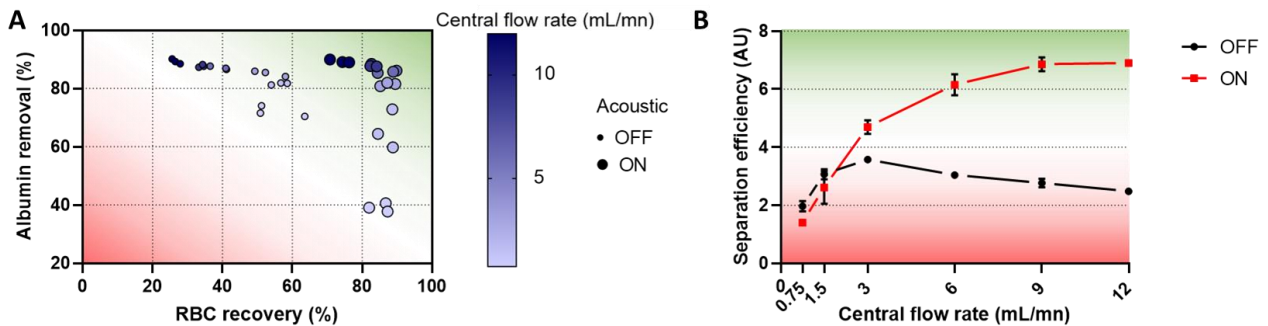 A
Albumin removal (%)
100
80
60
40
20
0
20
40
60
80
100
RBC recovery (%)
Central flow rate (mL/mn)
10
5
Acoustic
OFF
ON
B
Separation efficiency (AU)
8
6
4
2
0
0
0.75
1.5
3
6
9
12
Central flow rate (mL/mn)
OFF
ON